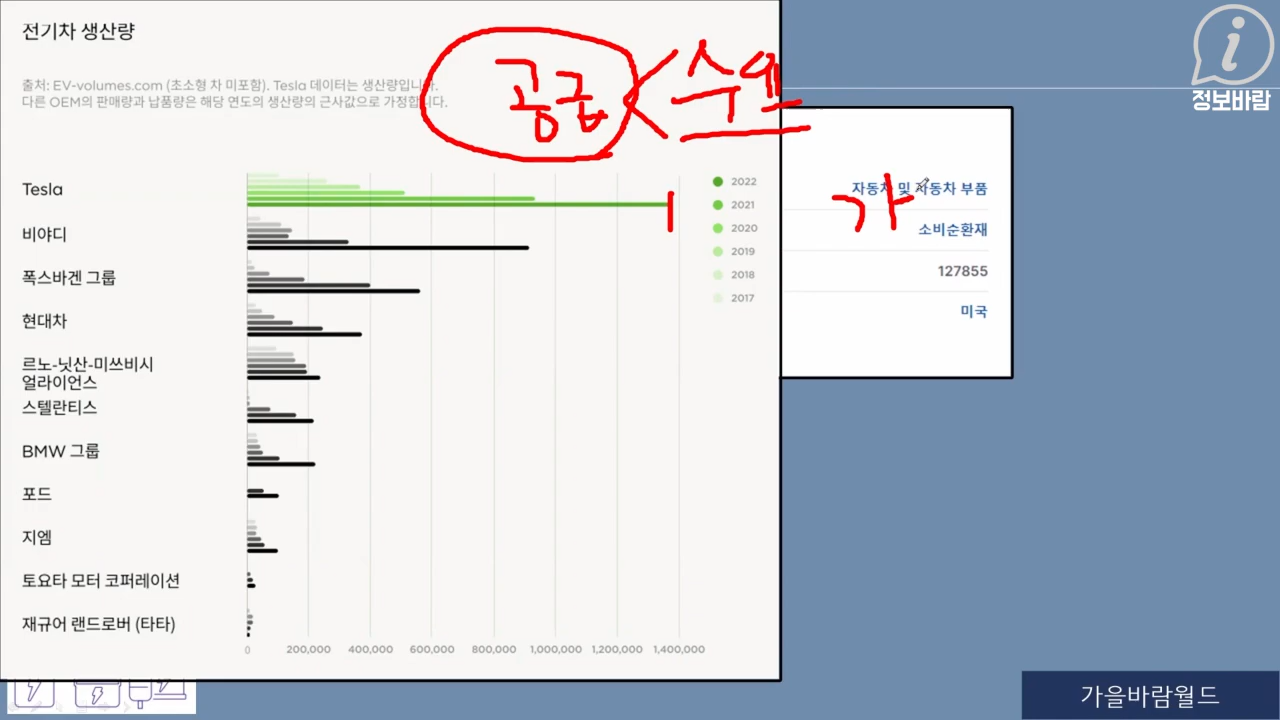 전기차 생산량
출처: EV-volumes.com (초소형 차 미포함). Tesla 데이터는 생산량입니다.
다른 OEM의 판매량과 납품량은 해당 연도의 생산량의 근사값으로 가정합니다.
공급 < 수요
정보바람
Tesla
비야디
폭스바겐 그룹
현대차
르노-닛산-미쓰비시
얼라이언스
스텔란티스
BMW 그룹
포드
지엠
토요타 모터 코퍼레이션
재규어 랜드로버 (타타)
0 200,000 400,000 600,000 800,000 1,000,000 1,200,000 1,400,000
2022
2021
2020
2019
2018
2017
자동차 및 자동차 부품
가
소비순환재
127855
미국
가을바람월드